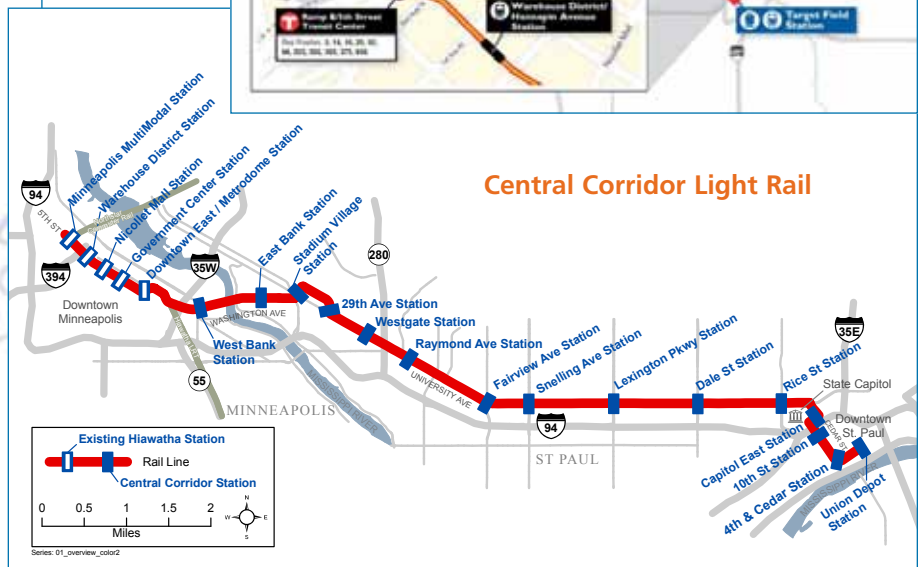 Ramp B/5th Street
Transit Center
Warehouse District/
Hennepin Avenue
Station
Target Field
Station
Central Corridor Light Rail
Minneapolis MultiModal Station
Warehouse District Station
Nicollet Mall Station
Government Center Station
Downtown East / Metrodome Station
94
5TH ST
394
Downtown
Minneapolis
35W
East Bank Station
Stadium Village
Station
280
WASHINGTON AVE
West Bank
Station
55
29th Ave Station
Westgate Station
Raymond Ave Station
UNIVERSITY AVE
MINNEAPOLIS
MISSISSIPPI RIVER
Fairview Ave Station
Snelling Ave Station
Lexington Pkwy Station
Dale St Station
Rice St Station
35E
State Capitol
94
ST PAUL
CEDAR ST
Downtown
St. Paul
Capitol East Station
10th St Station
4th & Cedar Station
Union Depot
Station
MISSISSIPPI RIVER
Existing Hiawatha Station
Rail Line
Central Corridor Station
0 0.5 1 1.5 2
Miles
N
W E
S
Series: 01_overview_color2